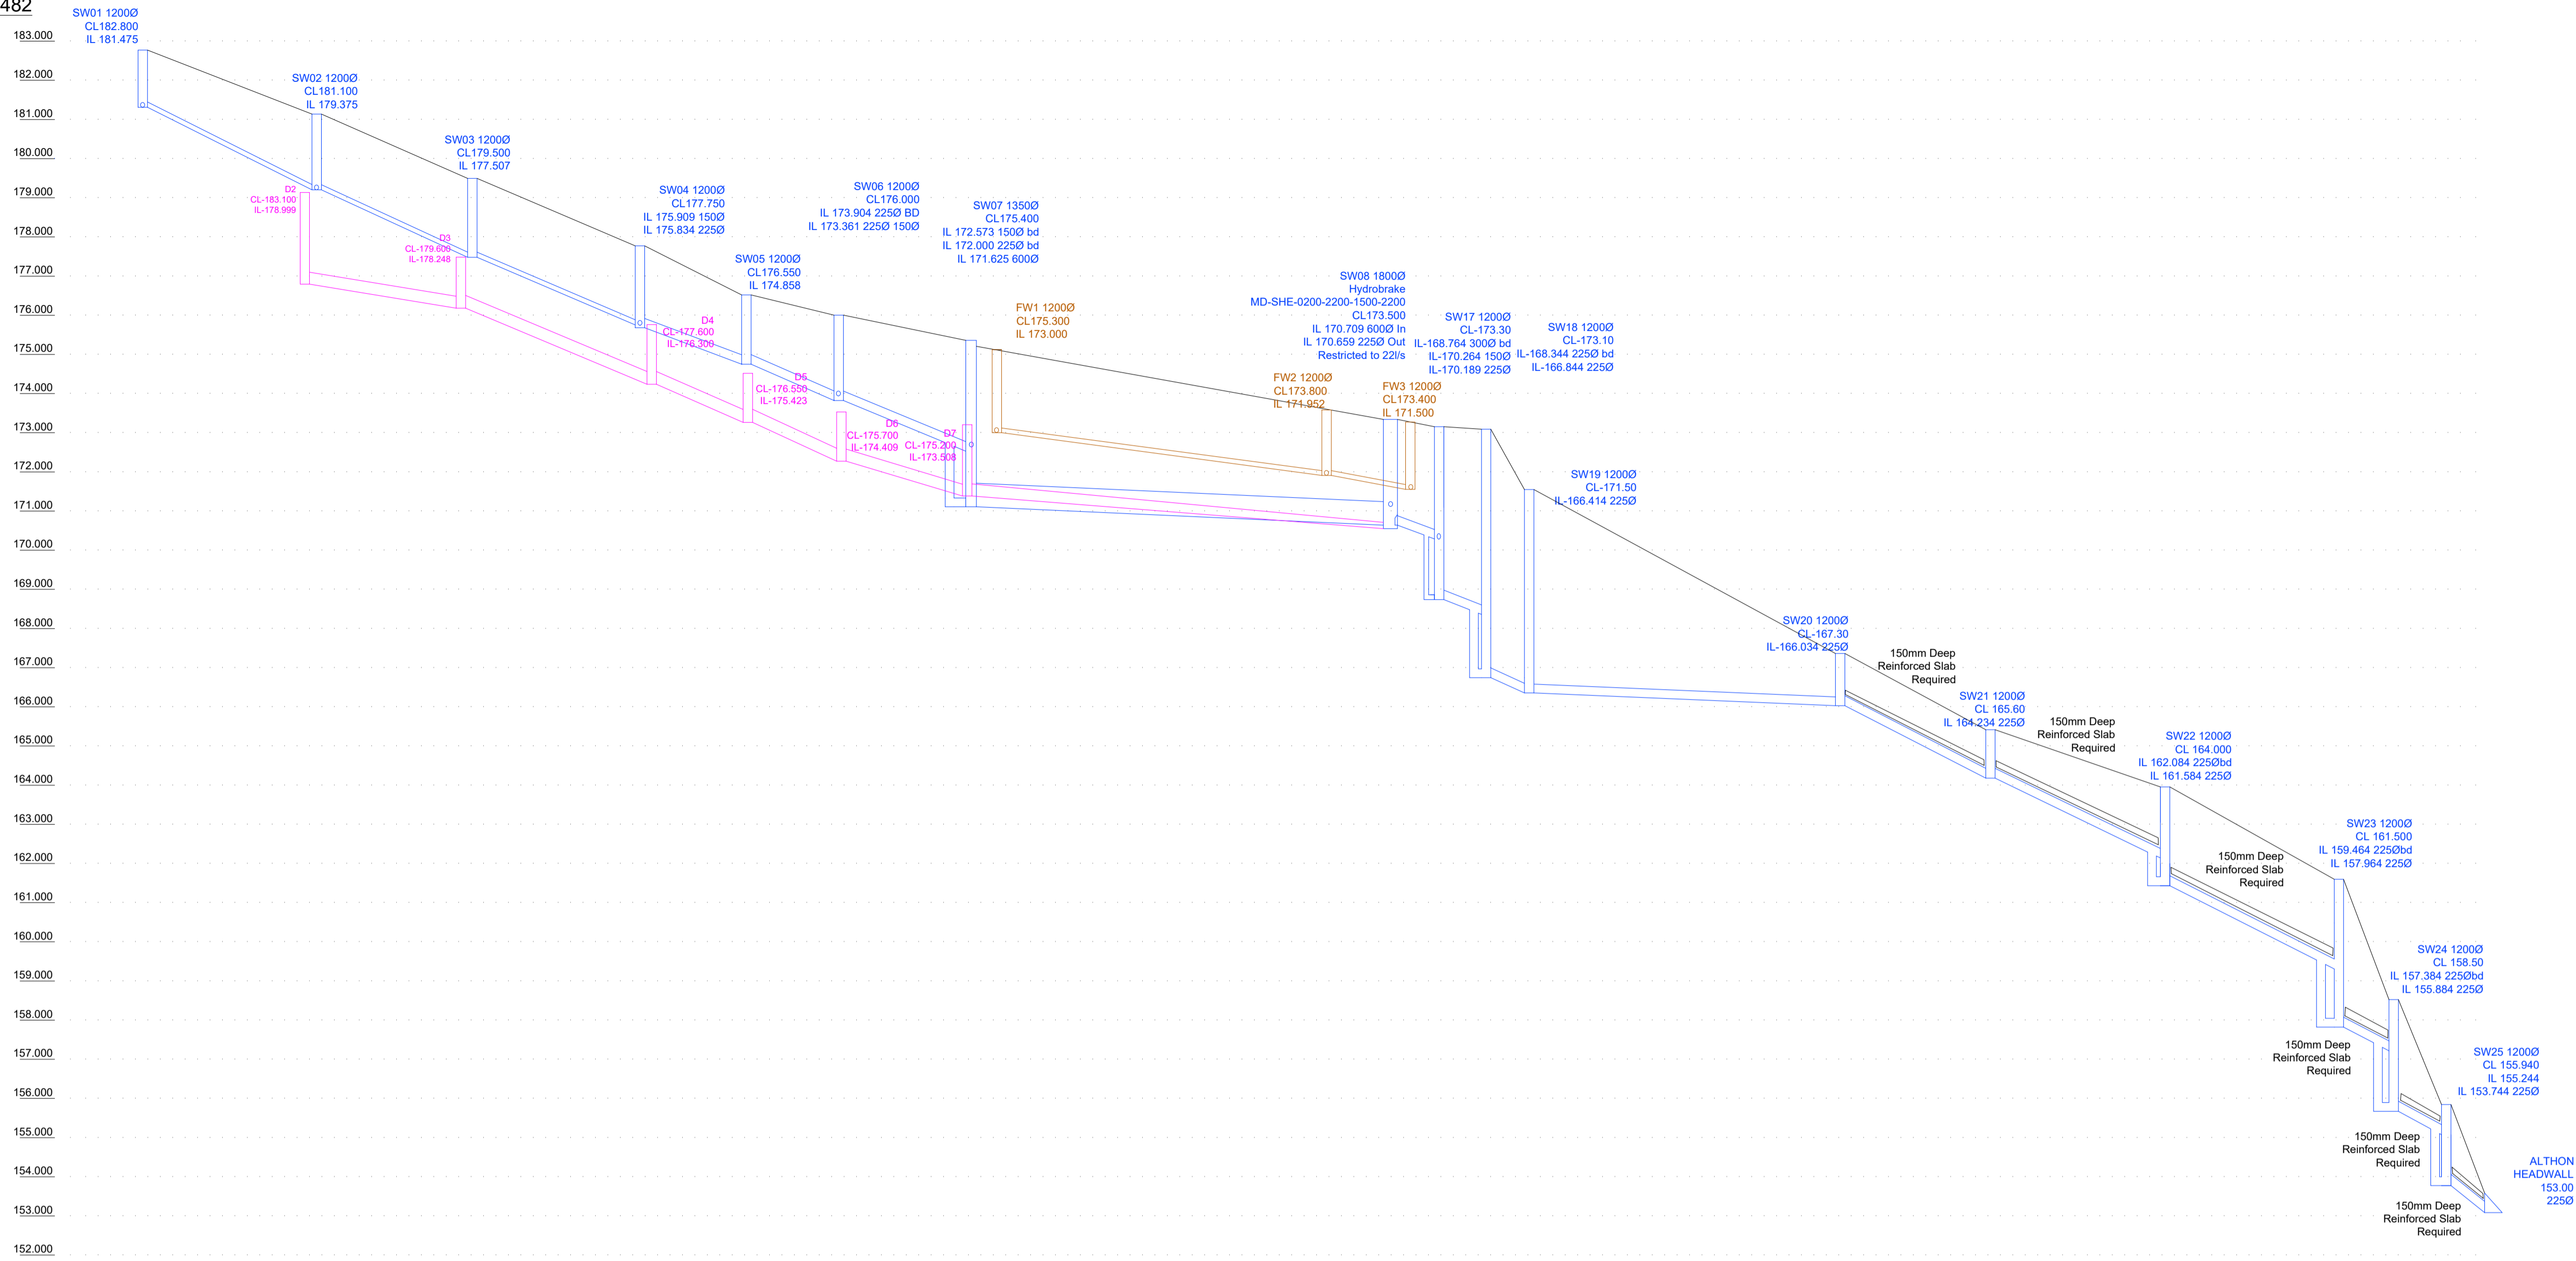 482
183.000
182.000
181.000
180.000
179.000
178.000
177.000
176.000
175.000
174.000
173.000
172.000
171.000
170.000
169.000
168.000
167.000
166.000
165.000
164.000
163.000
162.000
161.000
160.000
159.000
158.000
157.000
156.000
155.000
154.000
153.000
152.000
SW01 1200Ø
CL182.800
IL 181.475
SW02 1200Ø
CL181.100
IL 179.375
D2
CL-183.100
IL-178.999
SW03 1200Ø
CL179.500
IL 177.507
D3
CL-179.600
IL-178.248
SW04 1200Ø
CL177.750
IL 175.909 150Ø
IL 175.834 225Ø
D4
CL-177.600
IL-176.300
SW05 1200Ø
CL176.550
IL 174.858
D5
CL-176.550
IL-175.423
SW06 1200Ø
CL176.000
IL 173.904 225Ø BD
IL 173.361 225Ø 150Ø
D6
CL-175.700
IL-174.409
D7
CL-175.200
IL-173.508
SW07 1350Ø
CL175.400
IL 172.573 150Ø bd
IL 172.000 225Ø bd
IL 171.625 600Ø
FW1 1200Ø
CL175.300
IL 173.000
FW2 1200Ø
CL173.800
IL 171.952
SW08 1800Ø
Hydrobrake
MD-SHE-0200-2200-1500-2200
CL173.500
IL 170.709 600Ø In
IL 170.659 225Ø Out
Restricted to 22l/s
FW3 1200Ø
CL173.400
IL 171.500
SW17 1200Ø
CL-173.30
IL-168.764 300Ø bd
IL-170.264 150Ø
IL-170.189 225Ø
SW18 1200Ø
CL-173.10
IL-168.344 225Ø bd
IL-166.844 225Ø
SW19 1200Ø
CL-171.50
IL-166.414 225Ø
SW20 1200Ø
CL-167.30
IL-166.034 225Ø
150mm Deep
Reinforced Slab
Required
SW21 1200Ø
CL 165.60
IL 164.234 225Ø
150mm Deep
Reinforced Slab
Required
SW22 1200Ø
CL 164.000
IL 162.084 225Øbd
IL 161.584 225Ø
150mm Deep
Reinforced Slab
Required
SW23 1200Ø
CL 161.500
IL 159.464 225Øbd
IL 157.964 225Ø
150mm Deep
Reinforced Slab
Required
SW24 1200Ø
CL 158.50
IL 157.384 225Øbd
IL 155.884 225Ø
150mm Deep
Reinforced Slab
Required
SW25 1200Ø
CL 155.940
IL 155.244
IL 153.744 225Ø
150mm Deep
Reinforced Slab
Required
ALTHON
HEADWALL
153.00
225Ø